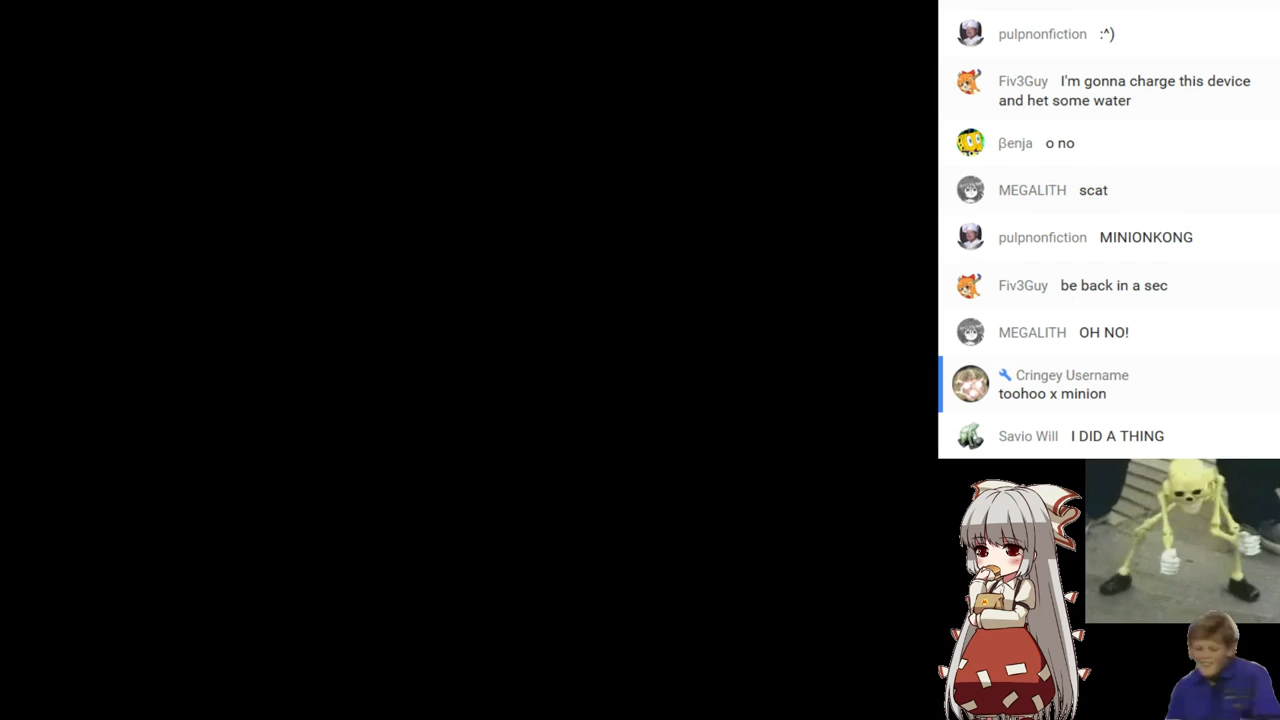 pulpnonfiction :^)
Fiv3Guy I'm gonna charge this device
and het some water
βenja o no
MEGALITH scat
pulpnonfiction MINIONKONG
Fiv3Guy be back in a sec
MEGALITH OH NO!
Cringey Username
toohoo x minion
Savio Will I DID A THING